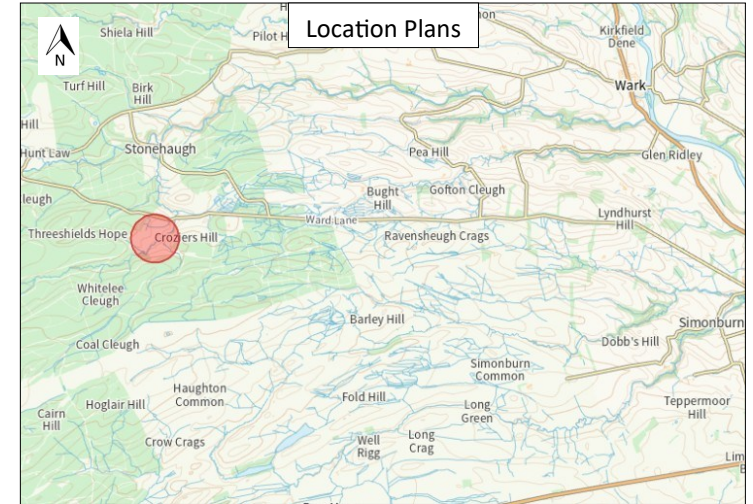 Location Plans
N
Shiela Hill
Pilot H
non
Kirkfield
Dene
Turf Hill
Birk
Hill
Wark
Hill
Hunt Law
Stonehaugh
Pea Hill
Glen Ridley
leugh
Bught
Hill
Gofton Cleugh
Ward Lane
Lyndhurst
Hill
Threeshields Hope
Croziers Hill
Ravensheugh Crags
Whitelee
Cleugh
Barley Hill
Simonburn
Coal Cleugh
Dobb's Hill
Simonburn
Common
Haughton
Common
Fold Hill
Hoglair Hill
Long
Green
Teppermoor
Hill
Cairn
Hill
Crow Crags
Well
Rigg
Long
Crag
Lim